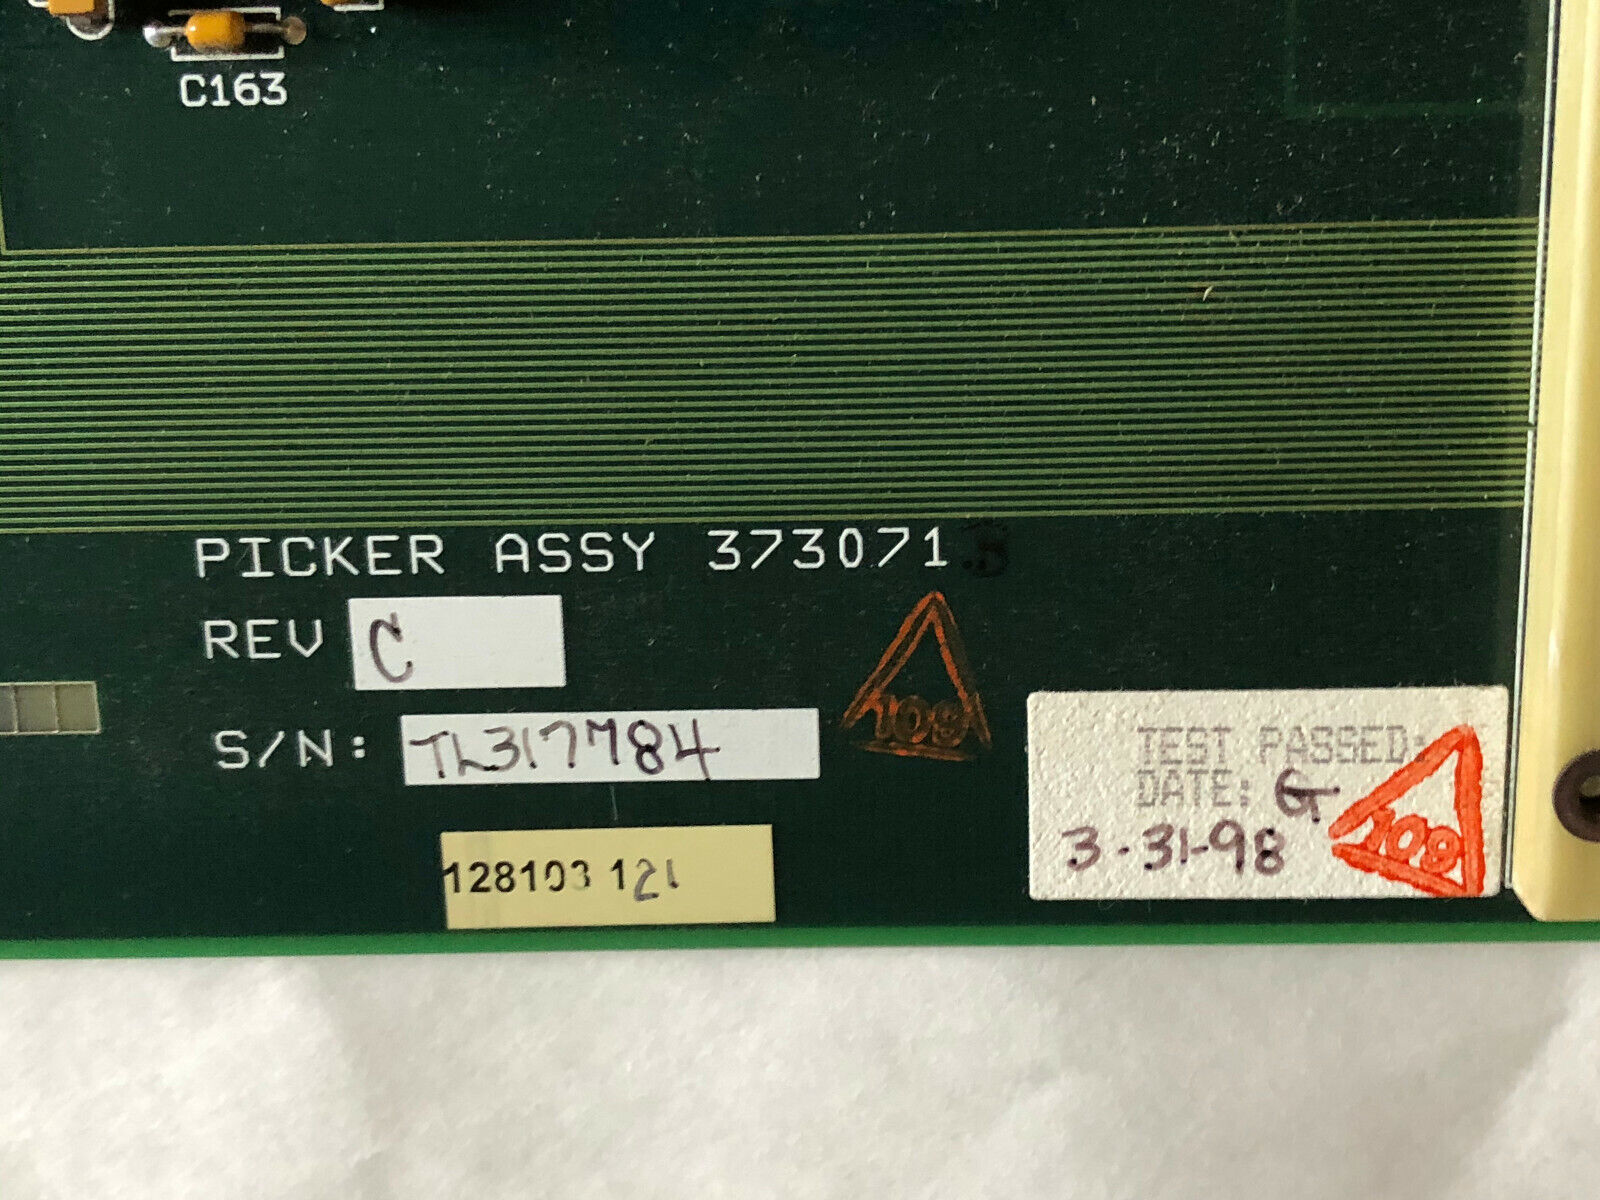 C163
PICKER ASSY 373071
REV C
109
S/N: TL317784
TEST PASSED:
DATE: G
3-31-98
109
128103 121